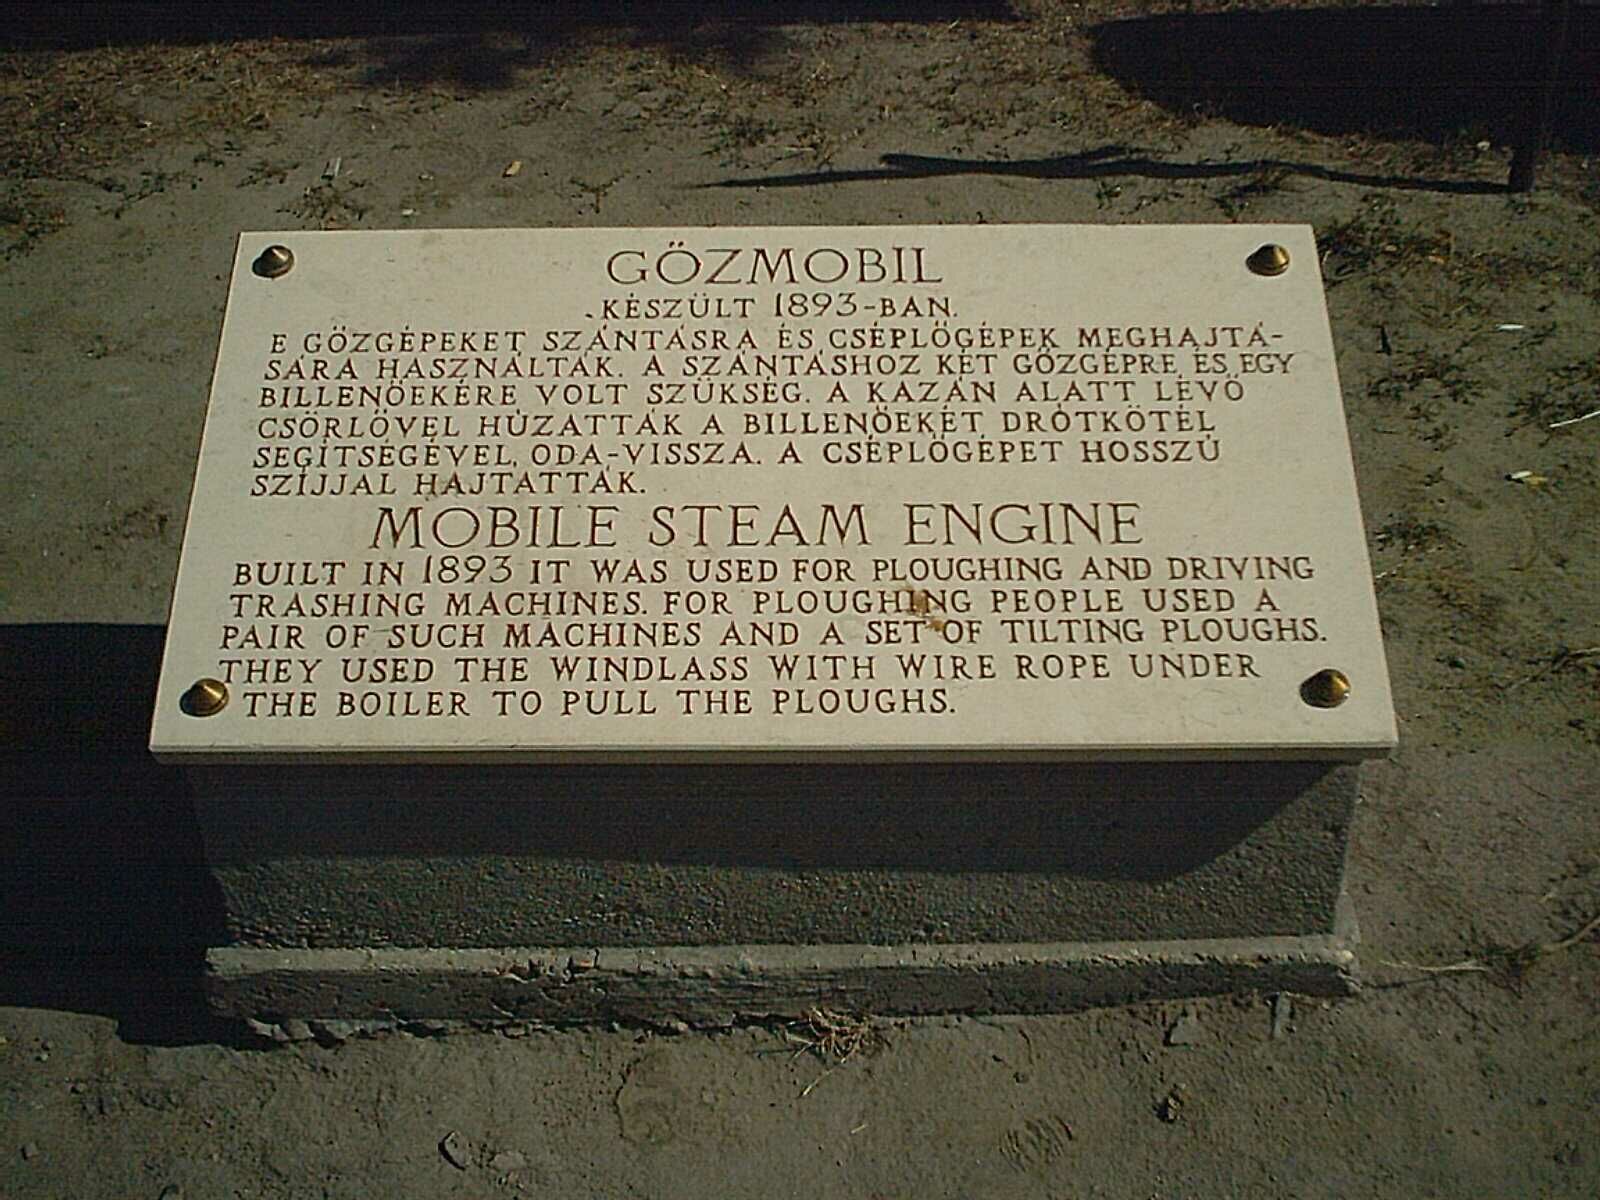 GÖZMOBIL
KÉSZÜLT 1893-BAN.
E GÖZGÉPEKET SZÁNTÁSRA ÉS CSÉPLÖGÉPEK MEGHAJTÁ-
SÁRA HASZNÁLTÁK. A SZÁNTÁSHOZ KÉT GÖZGÉPRE ÉS EGY
BILLENÖEKÉRE VOLT SZÜKSÉG. A KAZÁN ALATT LÉVÖ
CSÖRLÖVEL HÚZATTÁK A BILLENÖEKÉT DRÓTKÖTÉL
SEGÍTSÉGÉVEL, ODA-VISSZA. A CSÉPLÖGÉPET HOSSZÚ
SZÍJJAL HAJTATTÁK.
MOBILE STEAM ENGINE
BUILT IN 1893 IT WAS USED FOR PLOUGHING AND DRIVING
TRASHING MACHINES. FOR PLOUGHING PEOPLE USED A
PAIR OF SUCH MACHINES AND A SET OF TILTING PLOUGHS.
THEY USED THE WINDLASS WITH WIRE ROPE UNDER
THE BOILER TO PULL THE PLOUGHS.